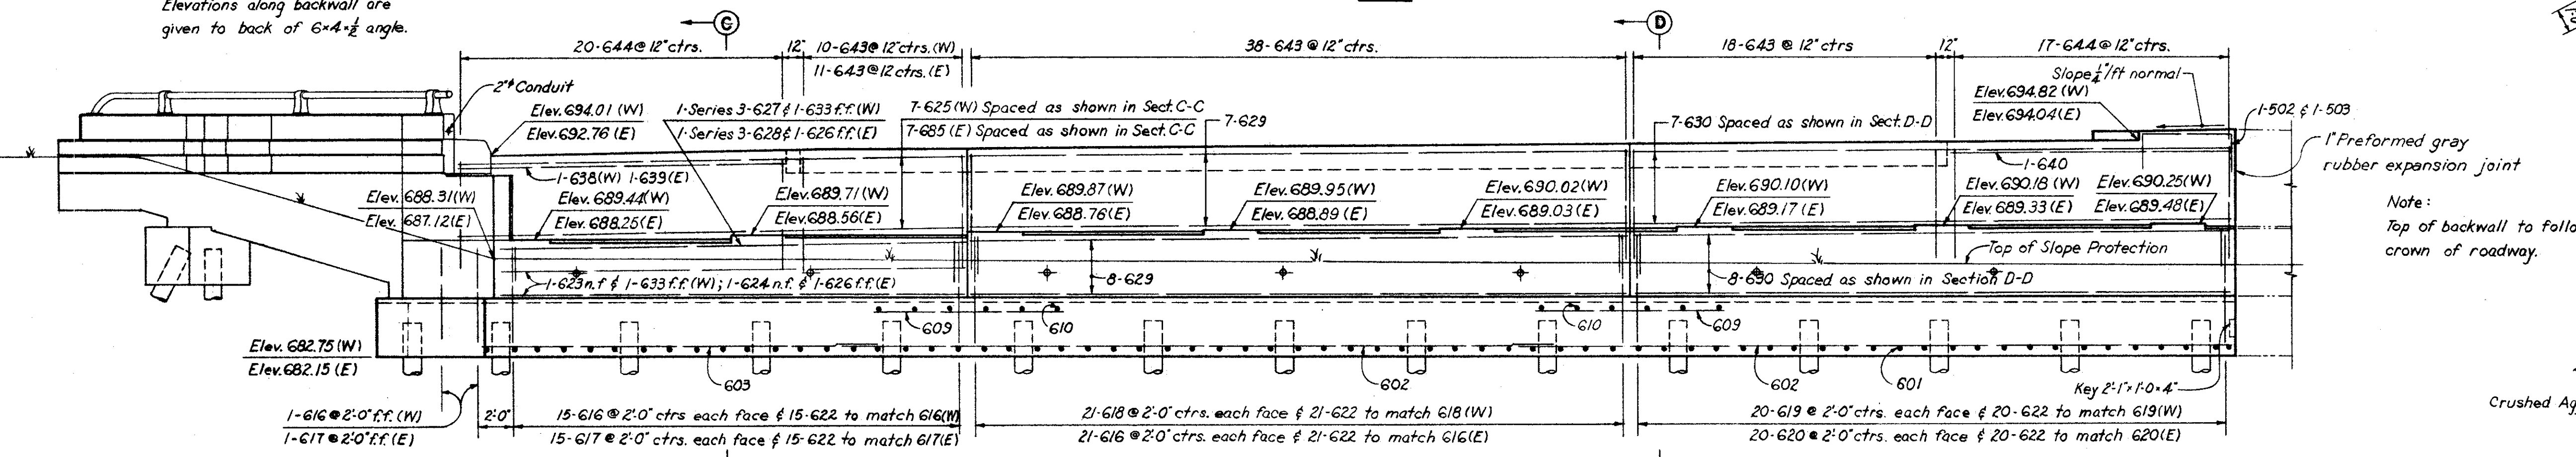 Elevations along backwall are
given to back of 6×4×½ angle.
C
D
20-644@ 12"ctrs.
12"
10-643@ 12"ctrs.(W)
11-643@12 ctrs.(E)
38-643 @ 12"ctrs.
18-643 @ 12"ctrs
12"
17-644@ 12"ctrs.
2"ϕ Conduit
Slope ¼"/ft normal
Elev.694.01 (W)
Elev.692.76 (E)
1-Series 3-627 & 1-633 f.f. (W)
1-Series 3-628 & 1-626 f.f. (E)
7-625 (W) Spaced as shown in Sect. C-C
7-685 (E) Spaced as shown in Sect. C-C
7-629
7-630 Spaced as shown in Sect. D-D
Elev.694.82 (W)
Elev.694.04 (E)
1-502 & 1-503
1" Preformed gray
rubber expansion joint
1-638(W) 1-639(E)
1-640
Elev.688.31(W)
Elev.687.12(E)
Elev.689.44(W)
Elev.688.25(E)
Elev.689.71 (W)
Elev.688.56(E)
Elev.689.87(W)
Elev.688.76(E)
Elev.689.95(W)
Elev.688.89 (E)
Elev.690.02(W)
Elev.689.03 (E)
Elev.690.10(W)
Elev.689.17 (E)
Elev.690.18 (W)
Elev.689.33 (E)
Elev.690.25(W)
Elev.689.48(E)
Note:
Top of backwall to follo
crown of roadway.
Top of Slope Protection
1-623 n.f & 1-633 f.f.(W); 1-624 n.f. & 1-626 f.f.(E)
8-629
8-630 Spaced as shown in Section D-D
609
610
610
609
Elev. 682.75 (W)
Elev.682.15 (E)
603
602
602
601
Key 2'-1"×1'-0×4"
1-616@2'-0"f.f.(W)
1-617@2'-0"f.f.(E)
2'-0"
15-616@2'-0"ctrs each face & 15-622 to match 616(W)
15-617@2'-0"ctrs. each face & 15-622 to match 617(E)
21-618@2'-0"ctrs. each face & 21-622 to match 618 (W)
21-616@2'-0"ctrs. each face & 21-622 to match 616(E)
20-619@2'-0"ctrs. each face & 20-622 to match 619(W)
20-620@2'-0"ctrs. each face & 20-622 to match 620(E)
Crushed Ag